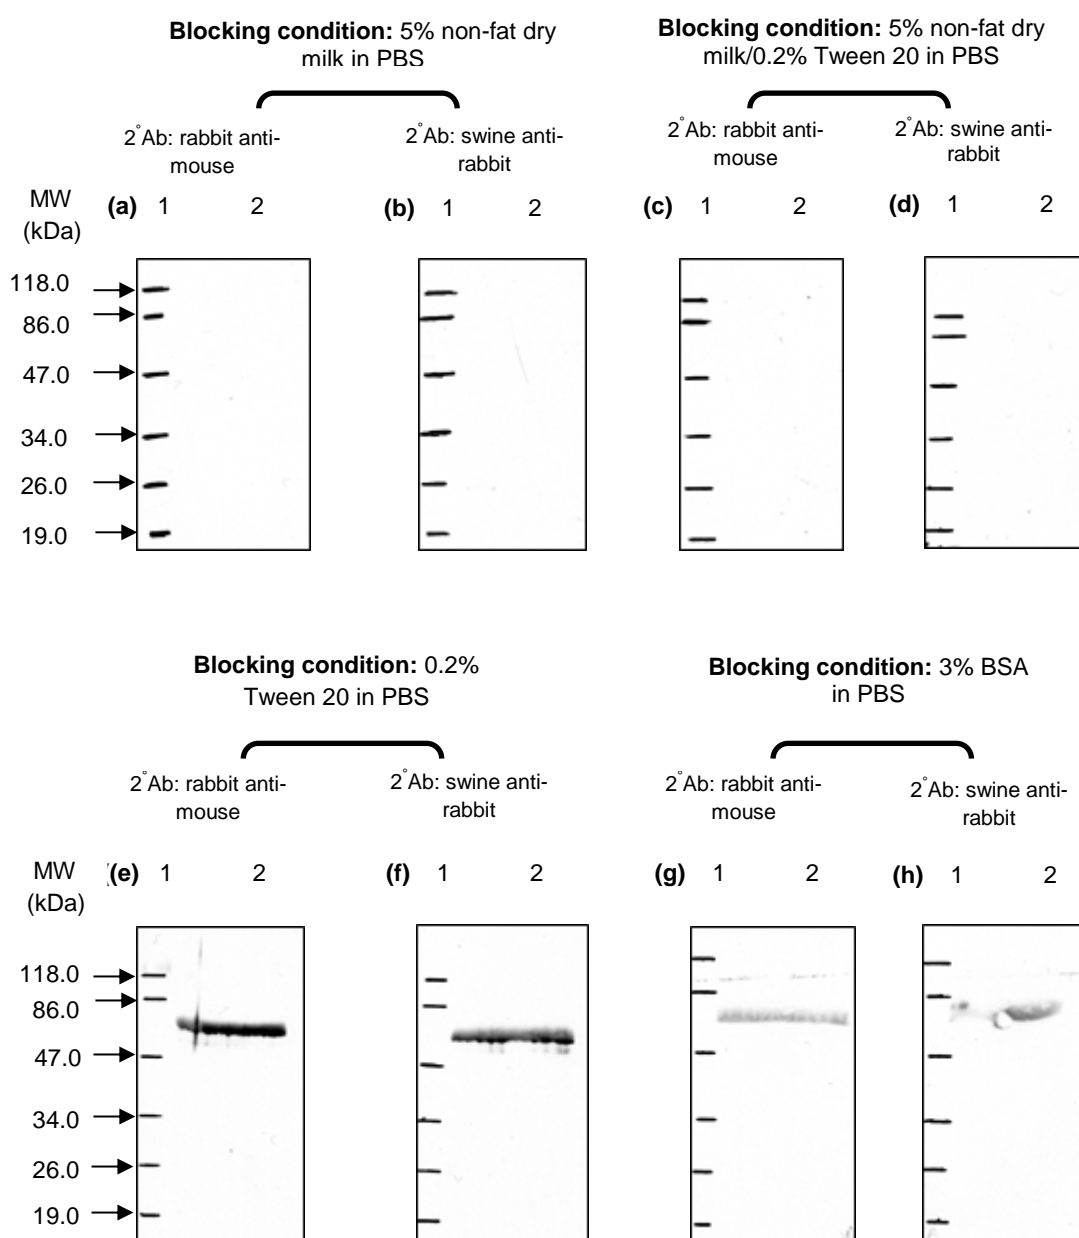 Blocking condition: 5% non-fat dry
milk in PBS
Blocking condition: 5% non-fat dry
milk/0.2% Tween 20 in PBS
2°Ab: rabbit anti-
mouse
2°Ab: swine anti-
rabbit
2°Ab: rabbit anti-
mouse
2°Ab: swine anti-
rabbit
MW
(kDa)
(a) 1 2
(b) 1 2
(c) 1 2
(d) 1 2
118.0
86.0
47.0
34.0
26.0
19.0
Blocking condition: 0.2%
Tween 20 in PBS
Blocking condition: 3% BSA
in PBS
2°Ab: rabbit anti-
mouse
2°Ab: swine anti-
rabbit
2°Ab: rabbit anti-
mouse
2°Ab: swine anti-
rabbit
MW
(kDa)
(e) 1 2
(f) 1 2
(g) 1 2
(h) 1 2
118.0
86.0
47.0
34.0
26.0
19.0